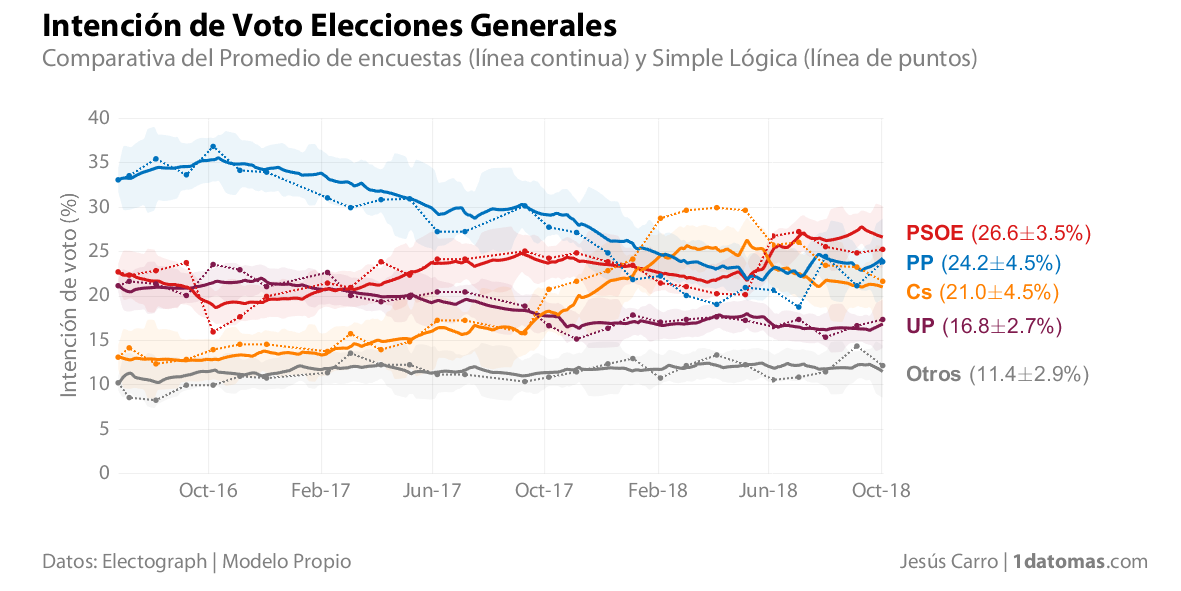 Intención de Voto Elecciones Generales
Comparativa del Promedio de encuestas (línea continua) y Simple Lógica (línea de puntos)
Intención de voto (%)
40
35
30
25
20
15
10
5
0
Oct-16 Feb-17 Jun-17 Oct-17 Feb-18 Jun-18 Oct-18
PSOE (26.6±3.5%)
PP (24.2±4.5%)
Cs (21.0±4.5%)
UP (16.8±2.7%)
Otros (11.4±2.9%)
Datos: Electograph | Modelo Propio
Jesús Carro | 1datomas.com